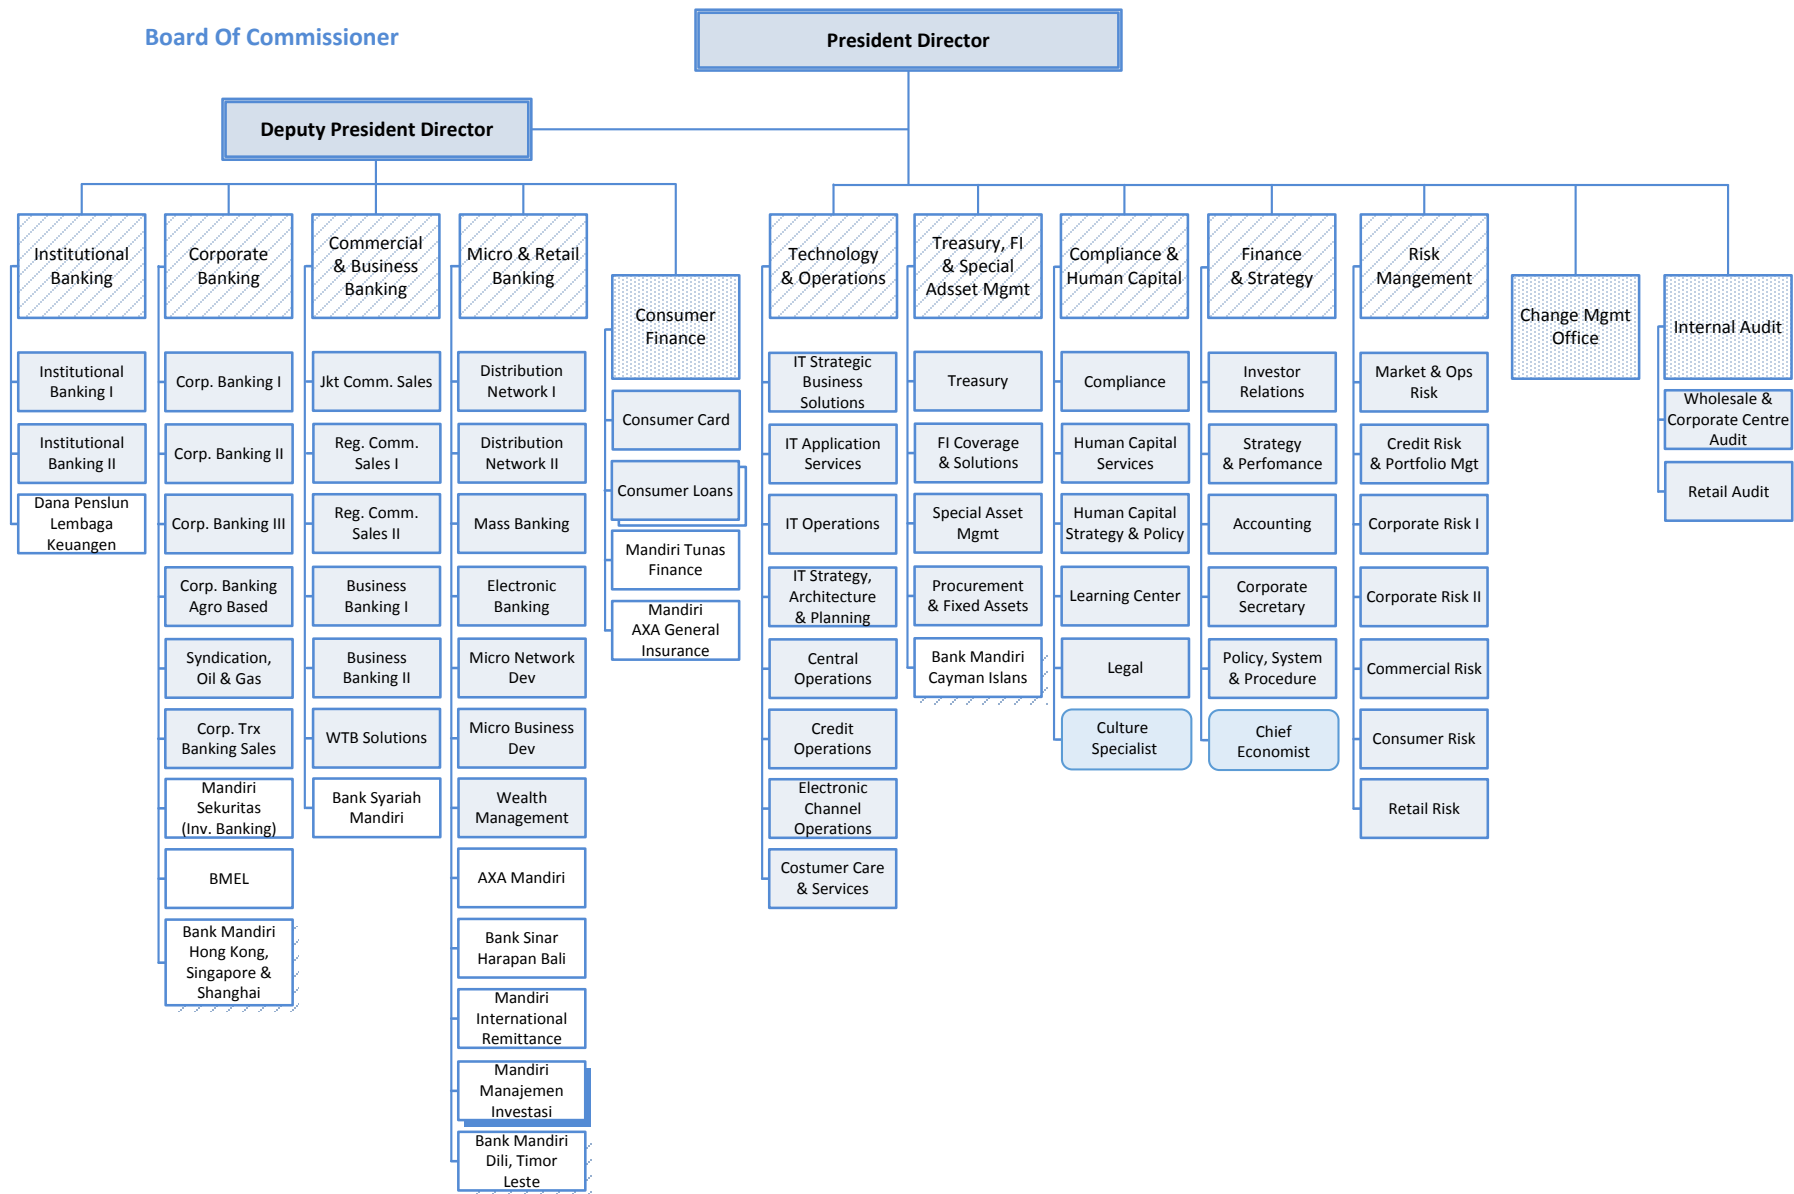 Board Of Commissioner
President Director
Deputy President Director
Institutional
Banking
Institutional
Banking I
Institutional
Banking II
Dana Penslun
Lembaga
Keuangen
Corporate
Banking
Corp. Banking I
Corp. Banking II
Corp. Banking III
Corp. Banking
Agro Based
Syndication,
Oil & Gas
Corp. Trx
Banking Sales
Mandiri
Sekuritas
(Inv. Banking)
BMEL
Bank Mandiri
Hong Kong,
Singapore &
Shanghai
Commercial
& Business
Banking
Jkt Comm. Sales
Reg. Comm.
Sales I
Reg. Comm.
Sales II
Business
Banking I
Business
Banking II
WTB Solutions
Bank Syariah
Mandiri
Micro & Retail
Banking
Distribution
Network I
Distribution
Network II
Mass Banking
Electronic
Banking
Micro Network
Dev
Micro Business
Dev
Wealth
Management
AXA Mandiri
Bank Sinar
Harapan Bali
Mandiri
International
Remittance
Mandiri
Manajemen
Investasi
Bank Mandiri
Dili, Timor
Leste
Consumer
Finance
Consumer Card
Consumer Loans
Mandiri Tunas
Finance
Mandiri
AXA General
Insurance
Technology
& Operations
IT Strategic
Business
Solutions
IT Application
Services
IT Operations
IT Strategy,
Architecture
& Planning
Central
Operations
Credit
Operations
Electronic
Channel
Operations
Costumer Care
& Services
Treasury, FI
& Special
Adsset Mgmt
Treasury
FI Coverage
& Solutions
Special Asset
Mgmt
Procurement
& Fixed Assets
Bank Mandiri
Cayman Islans
Compliance &
Human Capital
Compliance
Human Capital
Services
Human Capital
Strategy & Policy
Learning Center
Legal
Culture
Specialist
Finance
& Strategy
Investor
Relations
Strategy
& Perfomance
Accounting
Corporate
Secretary
Policy, System
& Procedure
Chief
Economist
Risk
Mangement
Market & Ops
Risk
Credit Risk
& Portfolio Mgt
Corporate Risk I
Corporate Risk II
Commercial Risk
Consumer Risk
Retail Risk
Change Mgmt
Office
Internal Audit
Wholesale &
Corporate Centre
Audit
Retail Audit